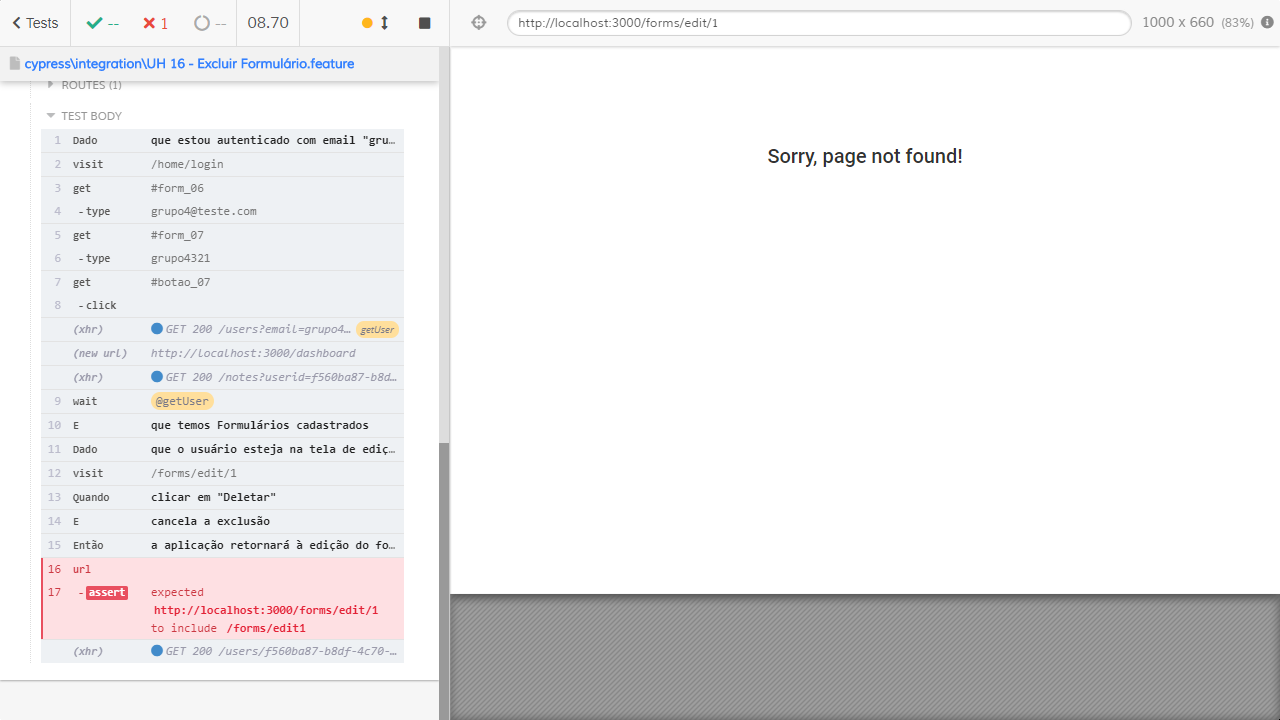 Tests
--
1
--
08.70
http://localhost:3000/forms/edit/1
1000 x 660 (83%)
cypress\integration\UH 16 - Excluir Formulário.feature
ROUTES (1)
TEST BODY
1 Dado que estou autenticado com email "gru…
2 visit /home/login
3 get #form_06
4 -type grupo4@teste.com
5 get #form_07
6 -type grupo4321
7 get #botao_07
8 -click
(xhr) GET 200 /users?email=grupo4… getUser
(new url) http://localhost:3000/dashboard
(xhr) GET 200 /notes?userid=f560ba87-b8d…
9 wait @getUser
10 E que temos Formulários cadastrados
11 Dado que o usuário esteja na tela de ediç…
12 visit /forms/edit/1
13 Quando clicar em "Deletar"
14 E cancela a exclusão
15 Então a aplicação retornará à edição do fo…
16 url
17 -assert expected
http://localhost:3000/forms/edit/1
to include /forms/edit1
(xhr) GET 200 /users/f560ba87-b8df-4c70-…
Sorry, page not found!